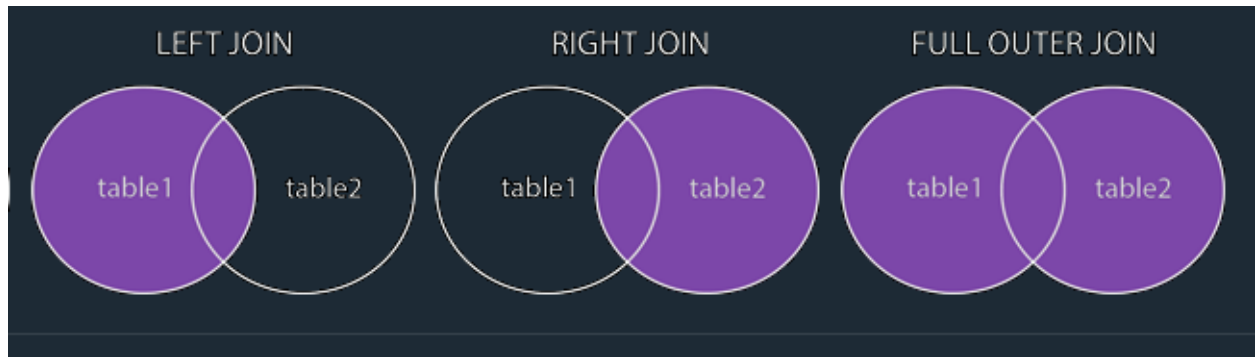 LEFT JOIN
RIGHT JOIN
FULL OUTER JOIN
table1
table2
table1
table2
table1
table2